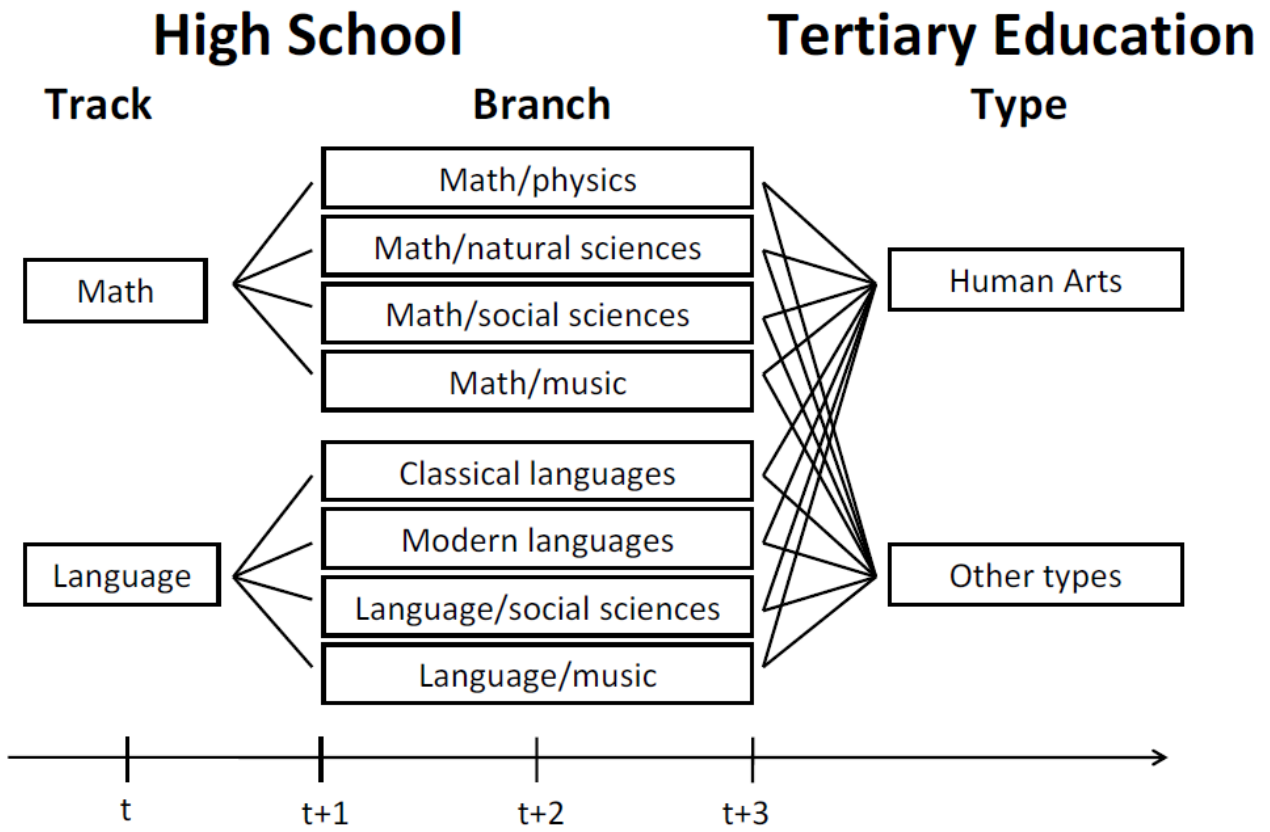 High School
Tertiary Education
Track
Branch
Type
Math
Math/physics
Math/natural sciences
Math/social sciences
Math/music
Language
Classical languages
Modern languages
Language/social sciences
Language/music
Human Arts
Other types
t
t+1
t+2
t+3